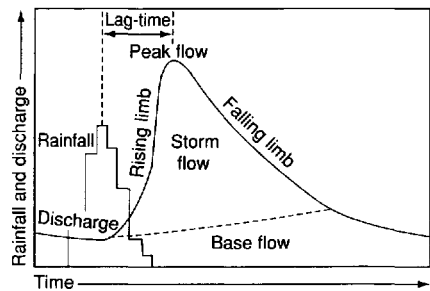 Lag-time
Peak flow
Rainfall and discharge
Rainfall
Rising limb
Storm
flow
Falling limb
Discharge
Base flow
Time